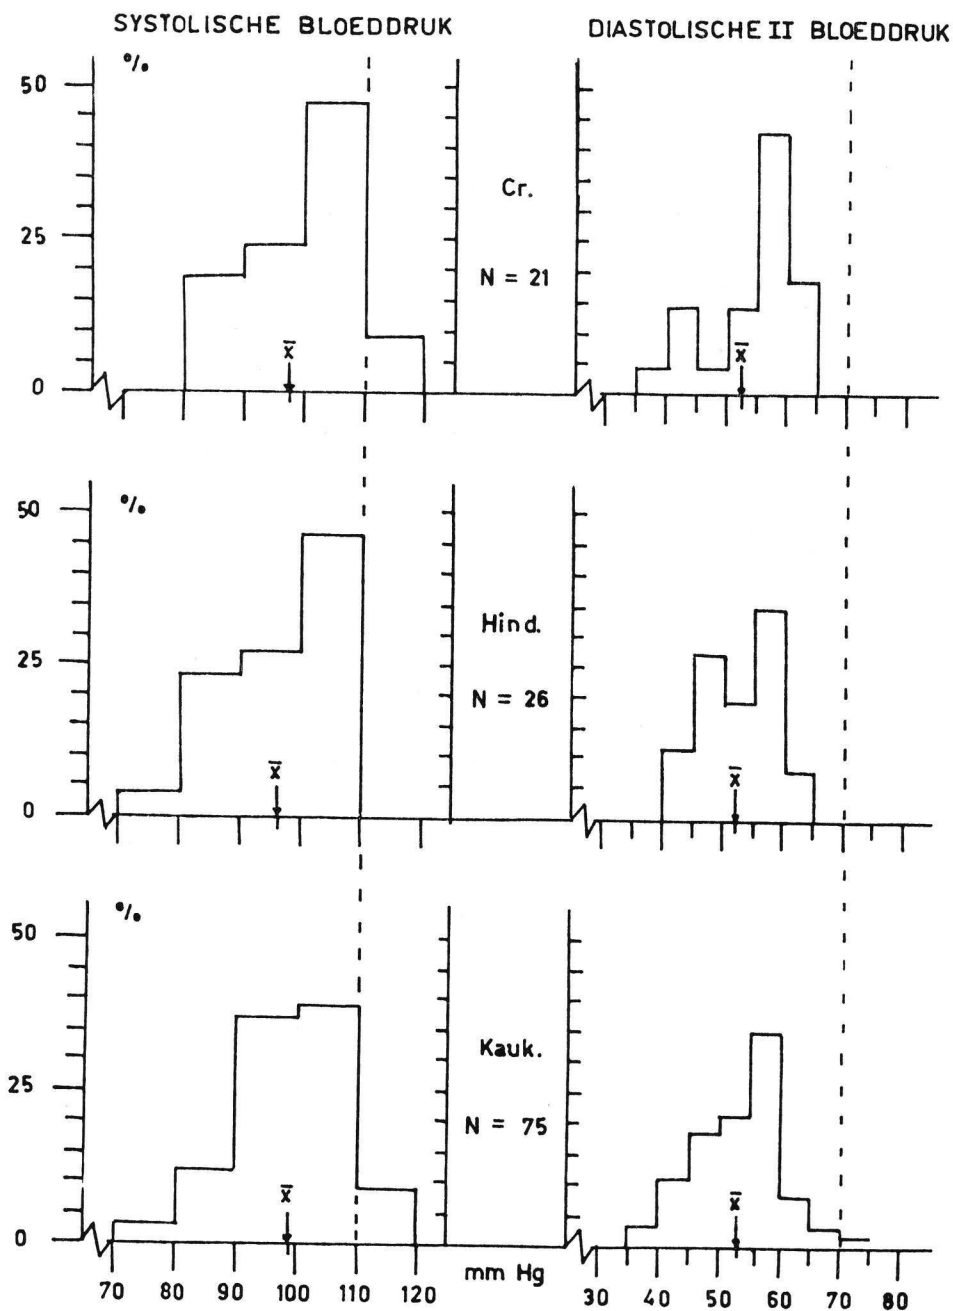 SYSTOLISCHE BLOEDDRUK
DIASTOLISCHE II BLOEDDRUK
%
50
25
0
x̄
Cr.
N = 21
x̄
%
50
25
0
x̄
Hind.
N = 26
x̄
%
50
25
0
x̄
Kauk.
N = 75
x̄
70 80 90 100 110 120
mm Hg
30 40 50 60 70 80